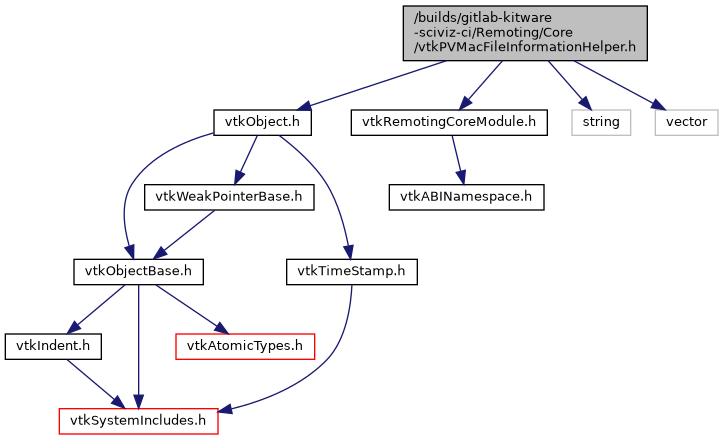 /builds/gitlab-kitware
-sciviz-ci/Remoting/Core
/vtkPVMacFileInformationHelper.h
vtkObject.h
vtkRemotingCoreModule.h
string
vector
vtkWeakPointerBase.h
vtkABINamespace.h
vtkObjectBase.h
vtkTimeStamp.h
vtkIndent.h
vtkAtomicTypes.h
vtkSystemIncludes.h